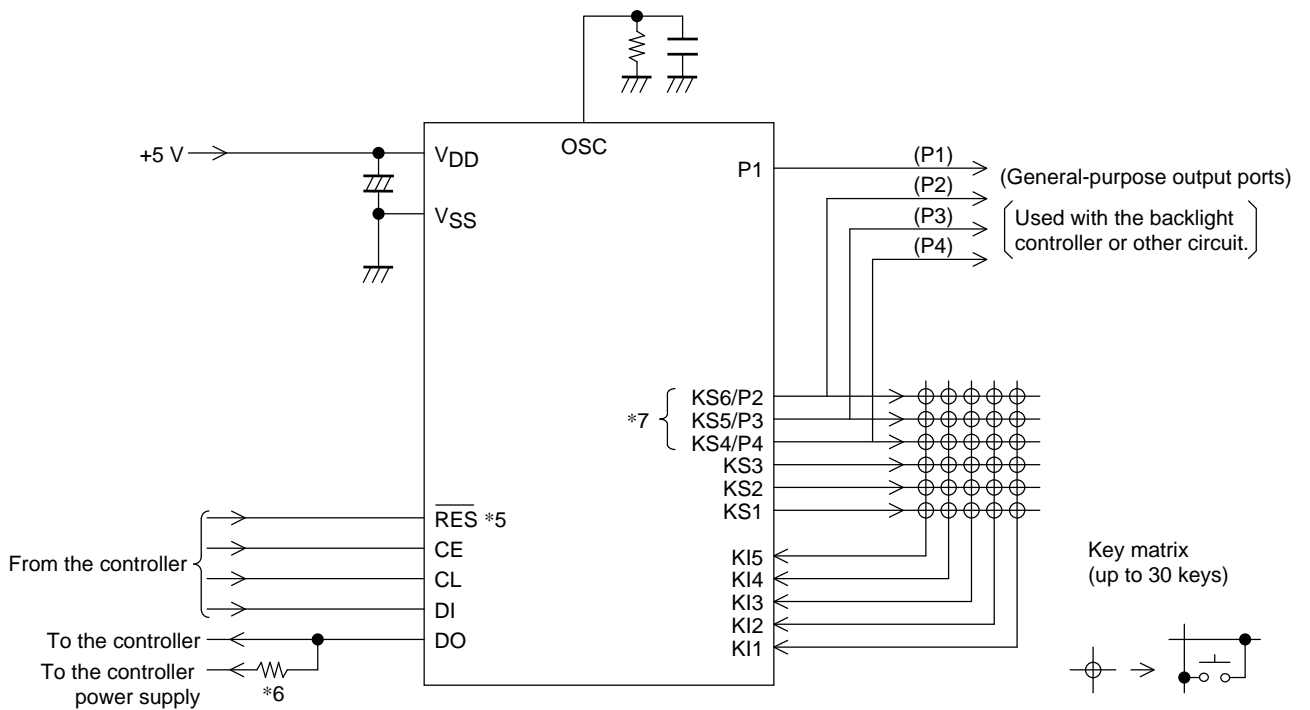 OSC
+5 V
VDD
VSS
P1
(P1)
(P2)
(P3)
(P4)
(General-purpose output ports)
Used with the backlight
controller or other circuit.
*7
KS6/P2
KS5/P3
KS4/P4
KS3
KS2
KS1
KI5
KI4
KI3
KI2
KI1
From the controller
RES *5
CE
CL
DI
DO
To the controller
To the controller
power supply
*6
Key matrix
(up to 30 keys)